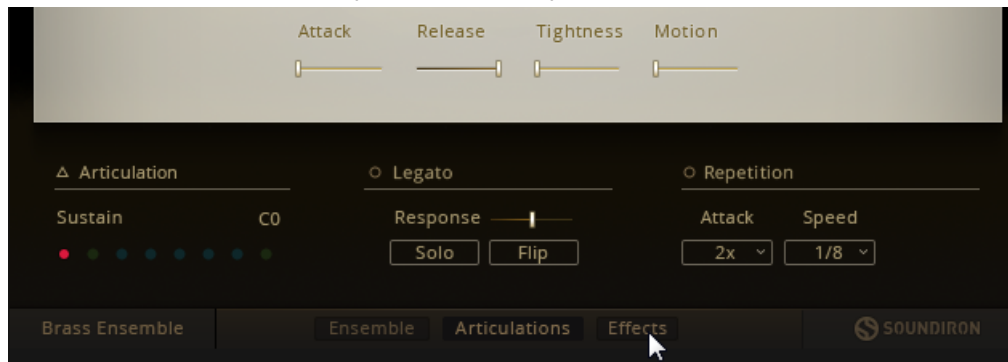 Attack Release Tightness Motion
Articulation Legato Repetition
Sustain C0 Response Attack Speed
Solo Flip 2x 1/8
Brass Ensemble Ensemble Articulations Effects SOUNDIRON